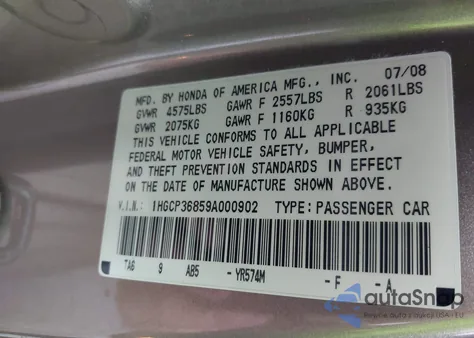 MFD. BY HONDA OF AMERICA MFG., INC. 07/08
GVWR 4575LBS GAWR F 2557LBS R 2061LBS
GVWR 2075KG GAWR F 1160KG R 935KG
THIS VEHICLE CONFORMS TO ALL APPLICABLE
FEDERAL MOTOR VEHICLE SAFETY, BUMPER,
AND THEFT PREVENTION STANDARDS IN EFFECT
ON THE DATE OF MANUFACTURE SHOWN ABOVE.
V.I.N.: 1HGCP36859A000902 TYPE: PASSENGER CAR
TA6 9 AB5 - YR574M - F - A
autaSnap